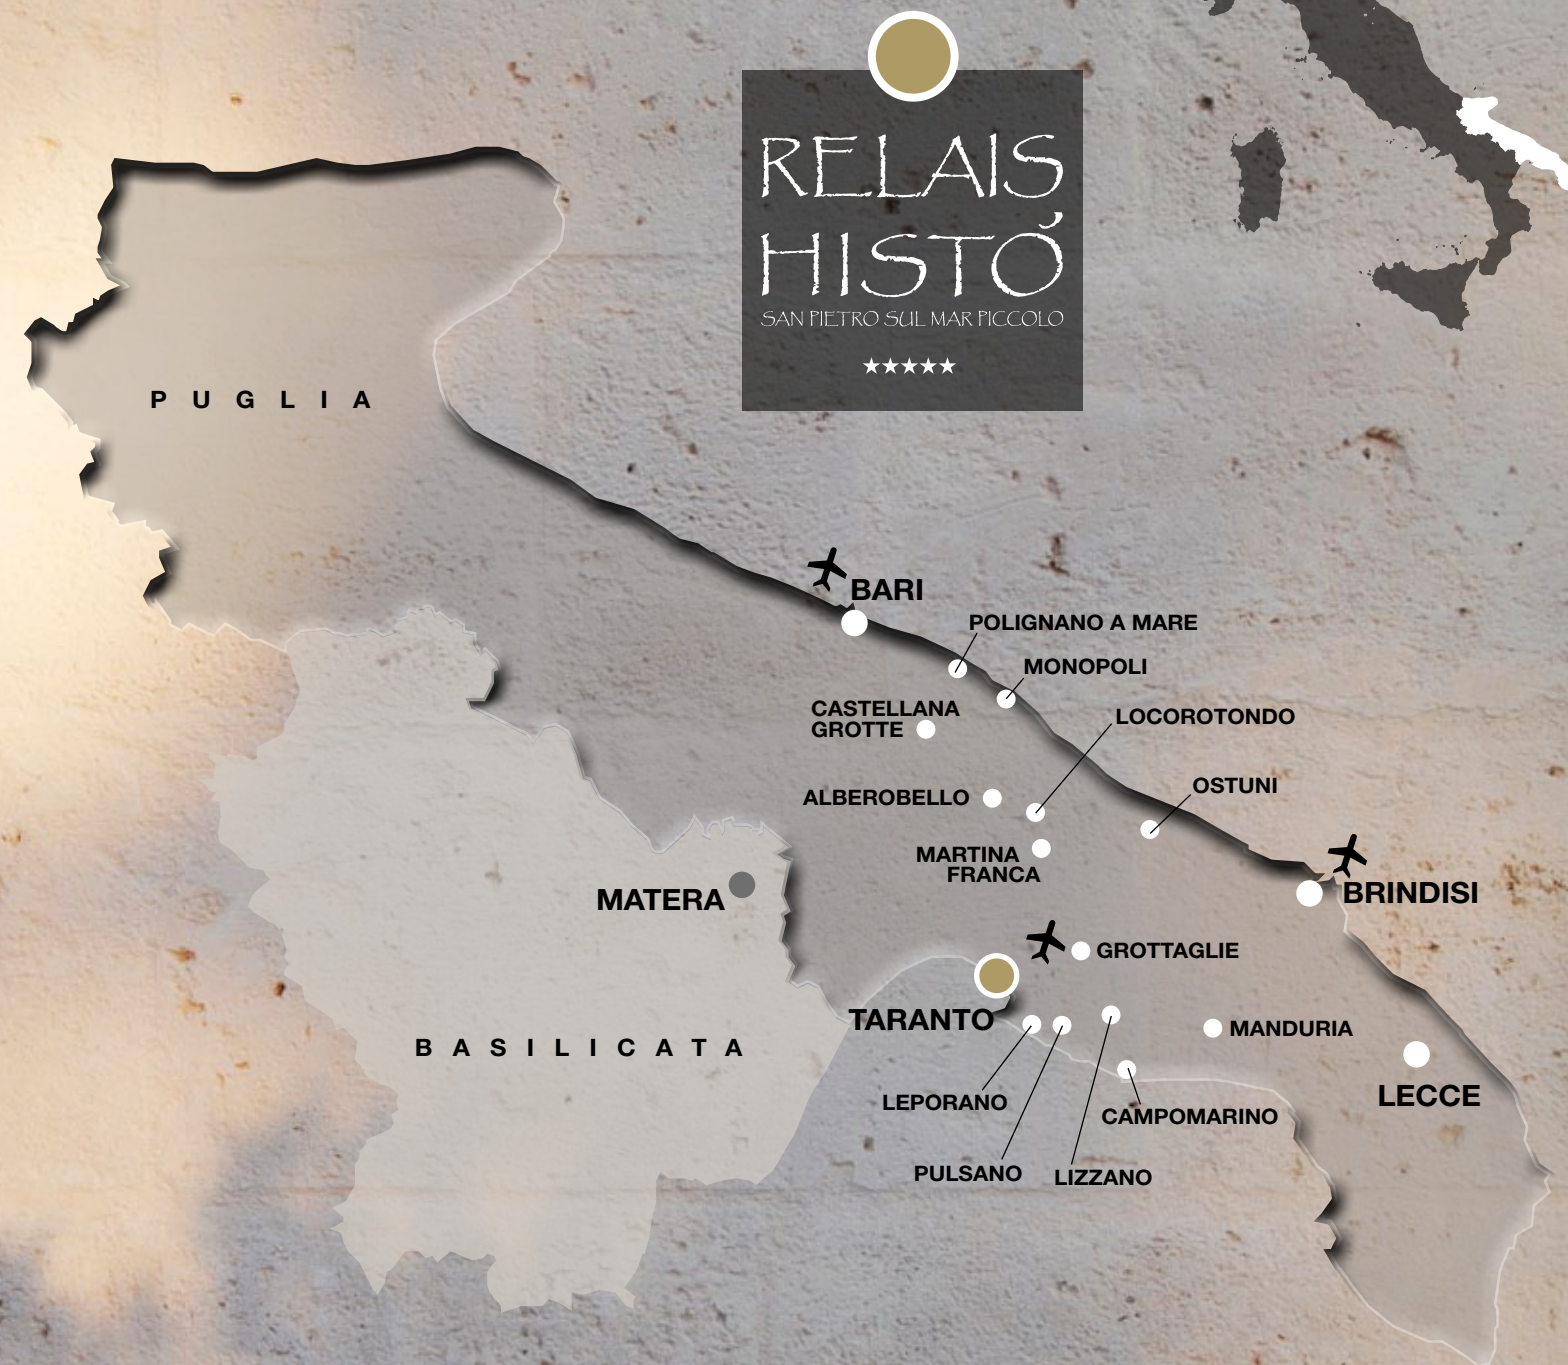 RELAIS
HISTÓ
SAN PIETRO SUL MAR PICCOLO
★★★★★
PUGLIA
BARI
POLIGNANO A MARE
MONOPOLI
CASTELLANA
GROTTE
LOCOROTONDO
OSTUNI
ALBEROBELLO
MARTINA
FRANCA
MATERA
BRINDISI
GROTTAGLIE
TARANTO
MANDURIA
BASILICATA
LECCE
LEPORANO
CAMPOMARINO
PULSANO
LIZZANO